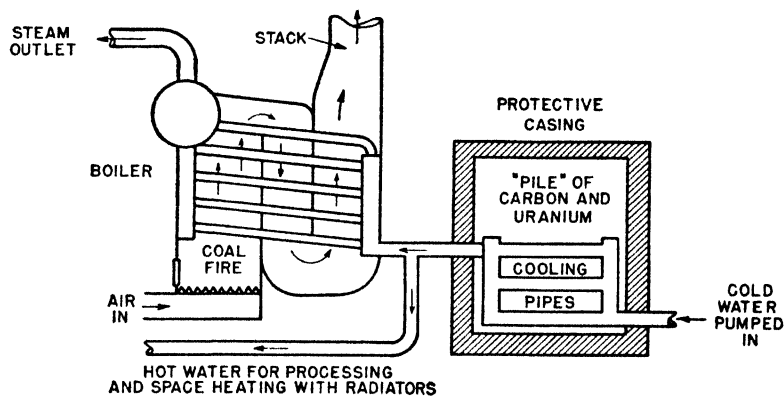 STEAM
OUTLET
STACK
BOILER
COAL
FIRE
AIR
IN
PROTECTIVE
CASING
"PILE" OF
CARBON AND
URANIUM
COOLING
PIPES
COLD
WATER
PUMPED
IN
HOT WATER FOR PROCESSING
AND SPACE HEATING WITH RADIATORS